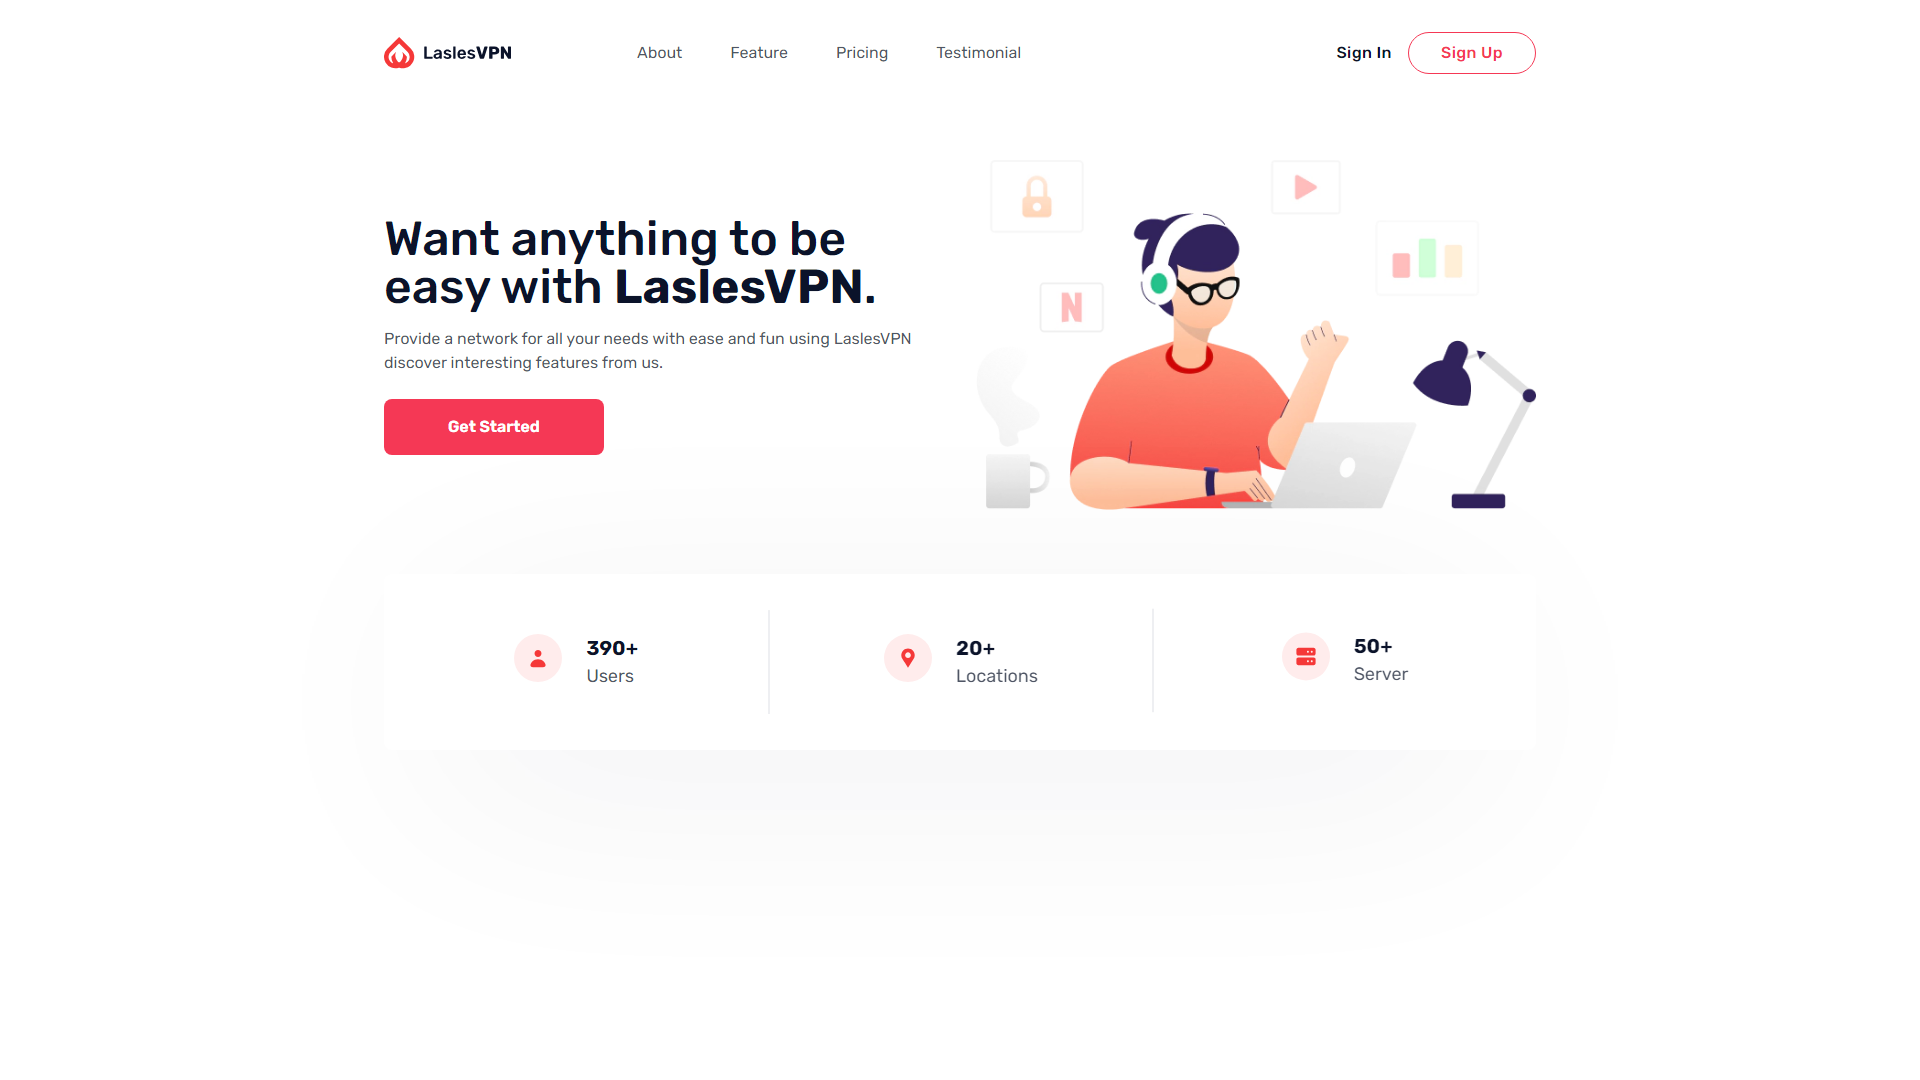 LaslesVPN
About
Feature
Pricing
Testimonial
Sign In
Sign Up
Want anything to be
easy with LaslesVPN.
Provide a network for all your needs with ease and fun using LaslesVPN
discover interesting features from us.
Get Started
N
390+
Users
20+
Locations
50+
Server